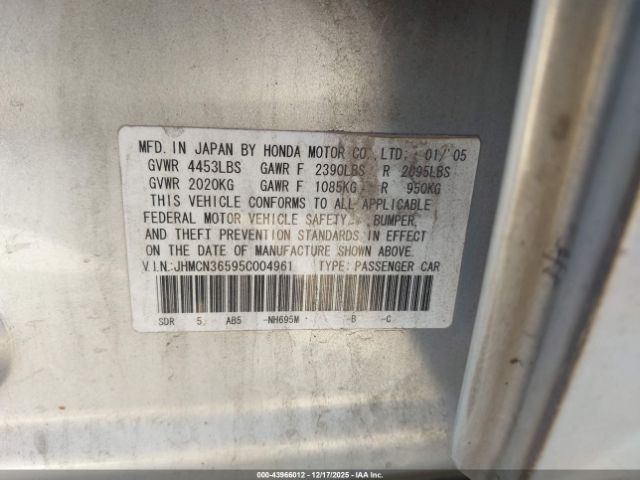 MFD. IN JAPAN BY HONDA MOTOR CO.,LTD. 01/'05
GVWR 4453LBS GAWR F 2390LBS R 2095LBS
GVWR 2020KG GAWR F 1085KG R 950KG
THIS VEHICLE CONFORMS TO ALL APPLICABLE
FEDERAL MOTOR VEHICLE SAFETY, BUMPER,
AND THEFT PREVENTION STANDARDS IN EFFECT
ON THE DATE OF MANUFACTURE SHOWN ABOVE.
V.I.N.:JHMCN36595C004961 TYPE: PASSENGER CAR
SDR 5 AB5 -NH695M -B -C
000-43966012 - 12/17/2025 - IAAI.COM